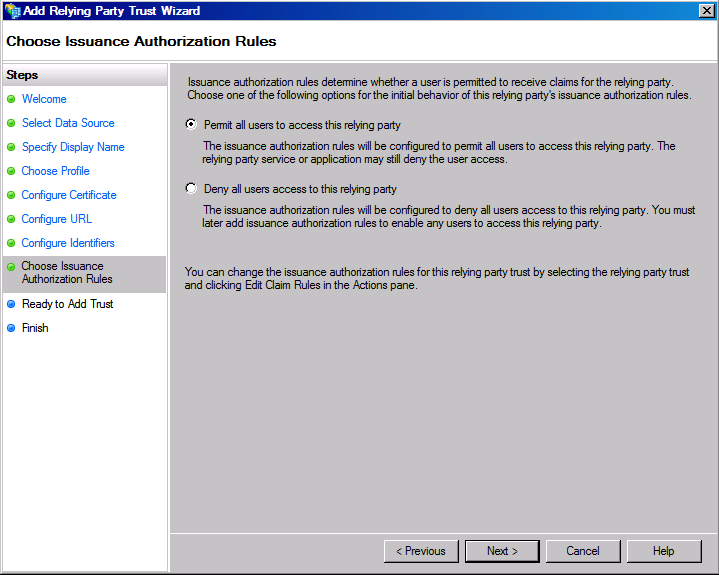 Add Relying Party Trust Wizard
Choose Issuance Authorization Rules
Steps
Welcome
Select Data Source
Specify Display Name
Choose Profile
Configure Certificate
Configure URL
Configure Identifiers
Choose Issuance
Authorization Rules
Ready to Add Trust
Finish
Issuance authorization rules determine whether a user is permitted to receive claims for the relying party.
Choose one of the following options for the initial behavior of this relying party's issuance authorization rules.
Permit all users to access this relying party
The issuance authorization rules will be configured to permit all users to access this relying party. The
relying party service or application may still deny the user access.
Deny all users access to this relying party
The issuance authorization rules will be configured to deny all users access to this relying party. You must
later add issuance authorization rules to enable any users to access this relying party.
You can change the issuance authorization rules for this relying party trust by selecting the relying party trust
and clicking Edit Claim Rules in the Actions pane.
< Previous
Next >
Cancel
Help